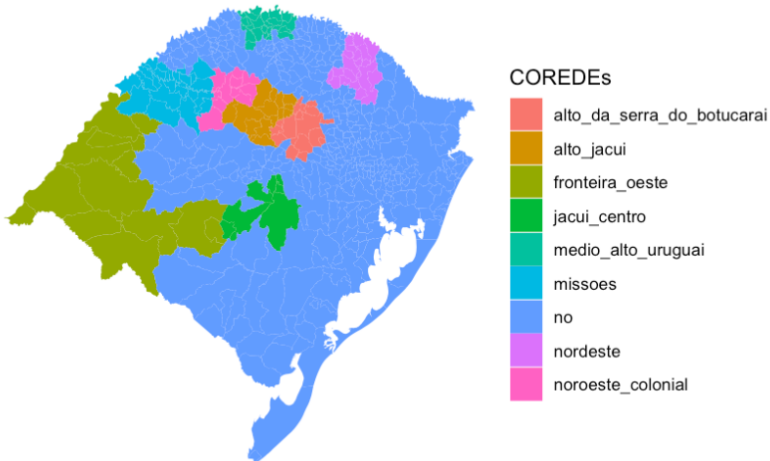 COREDEs
alto_da_serra_do_botucarai
alto_jacui
fronteira_oeste
jacui_centro
medio_alto_uruguai
missoes
no
nordeste
noroeste_colonial